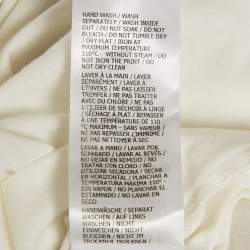 HAND WASH / WASH
SEPARATELY / WASH INSIDE
OUT / DO NOT SOME / DO NOT
BLEACH / DO NOT TUMBLE DRY
/ DRY FLAT / IRON AT
MAXIMUM TEMPERATURE
110°C - WITHOUT STEAM / DO
NOT IRON THE PRINT / DO
NOT DRY CLEAN
LAVER À LA MAIN / LAVER
SÉPARÉMENT / LAVER À
L'ENVERS / NE PAS LAISSER
TREMPER / NE PAS TRAITER
AVEC DU CHLORE / NE PAS
UTILISER DE SÉCHOIR À LINGE
/ SÉCHAGE À PLAT / REPASSER
À UNE TEMPÉRATURE DE 110
°C MAXIMUM - SANS VAPEUR /
NE PAS REPASSER L'IMPRIMÉ /
NE PAS NETTOYER À SEC
LAVAR A MANO / LAVAR POR
SEPARADO / LAVAR AL REVÉS /
NO DEJAR EN REMOJO / NO
TRATAR CON CLORO / NO
UTILIZAR SECADORA / SECAR
EN HORIZONTAL / PLANCHAR A
TEMPERATURA MÁXIMA 110°
- SIN VAPOR / NO PLANCHAR EL
ESTAMPADO / NO LAVAR EN
SECO
HANDWÄSCHE / SEPARAT
WASCHEN / AUF LINKS
WASCHEN / NICHT
EINWEICHEN / NICHT
BLEICHEN / NICHT IM
TROCKNER TROCKNEN /